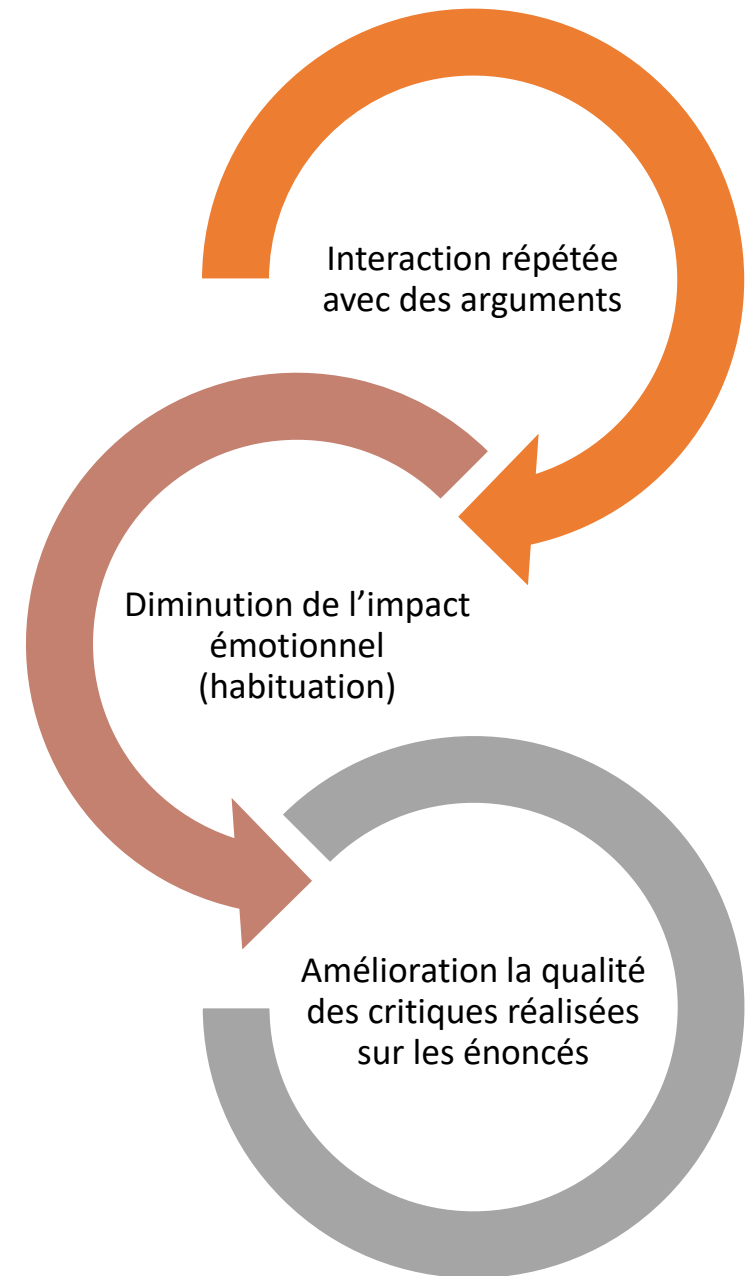 Interaction répétée
avec des arguments
Diminution de l’impact
émotionnel
(habituation)
Amélioration la qualité
des critiques réalisées
sur les énoncés